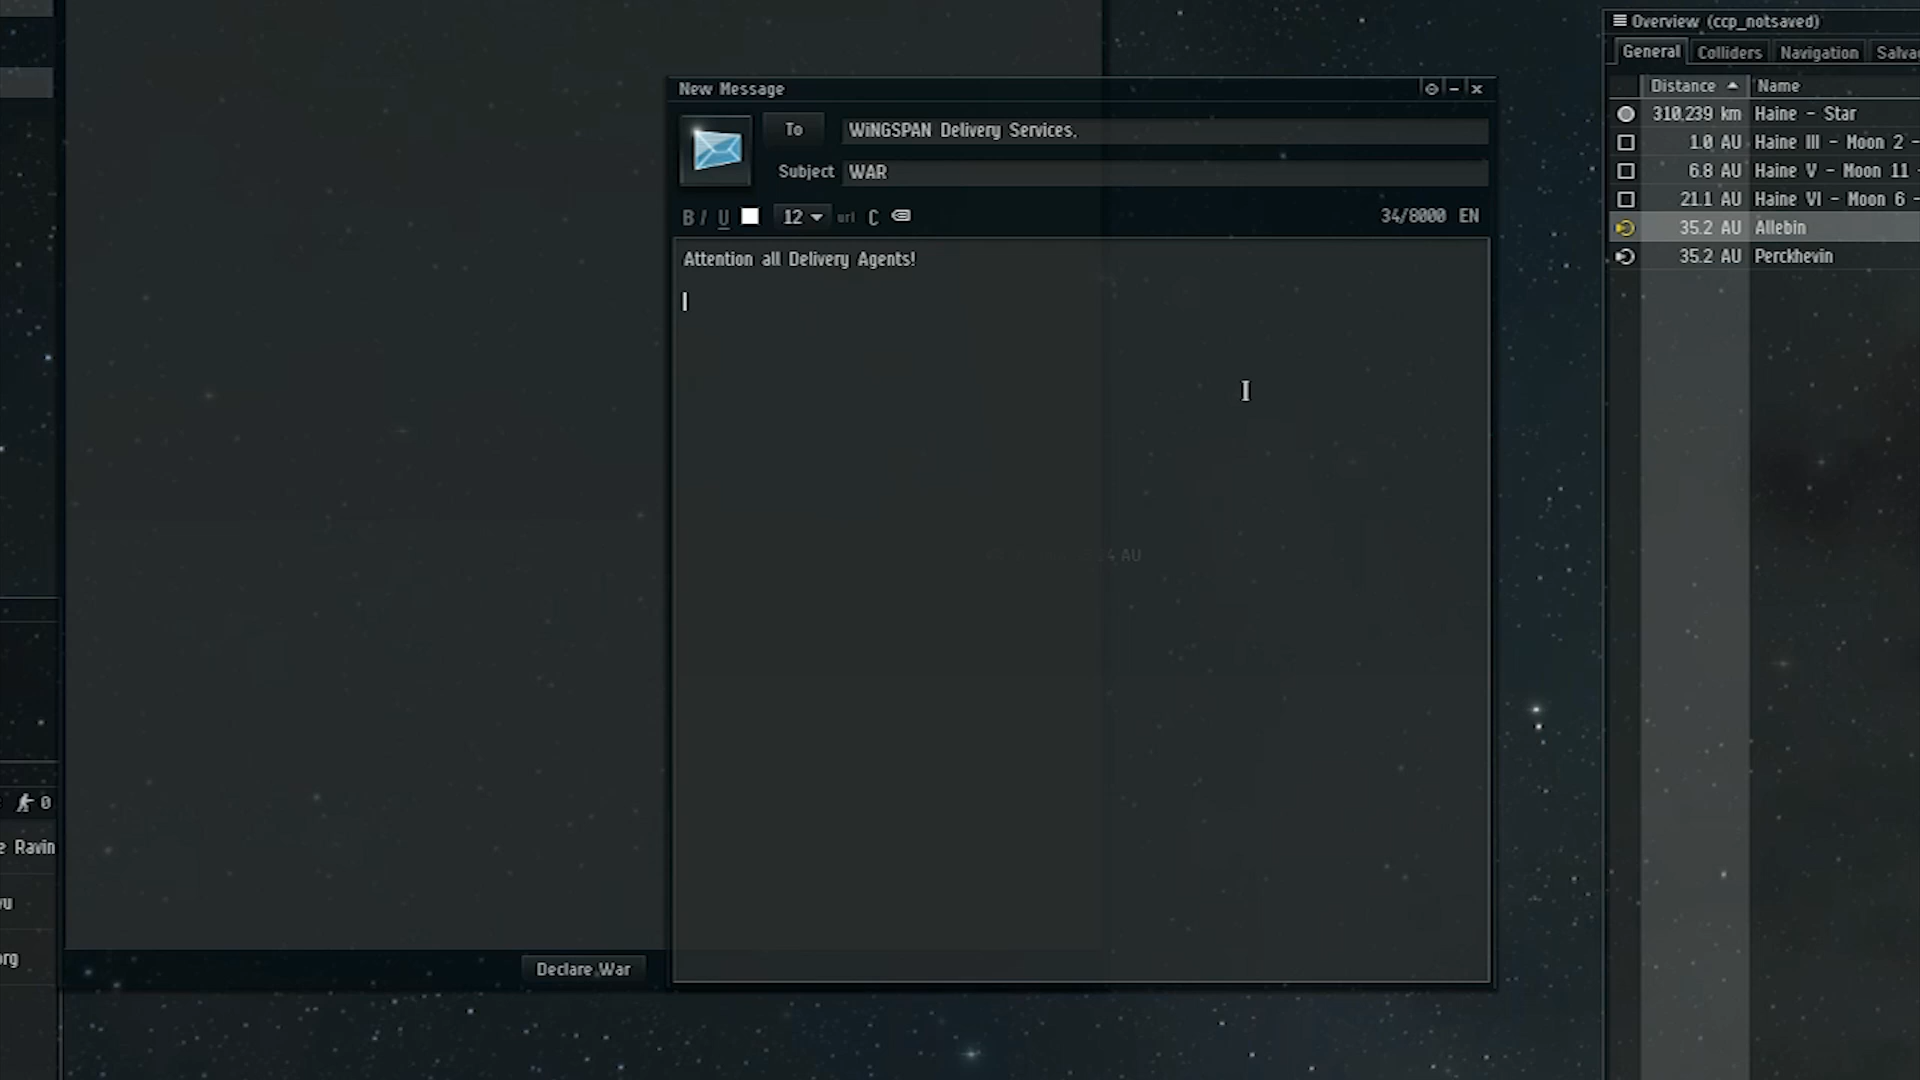 New Message
To
WiNGSPAN Delivery Services,
Subject
WAR
B I U
12
url
C
34/8000 EN
Attention all Delivery Agents!
AU
Declare War
0
Ravin
Overview (ccp_notsaved)
General
Colliders
Navigation
Distance
Name
310,239 km Haine - Star
1.0 AU Haine III - Moon 2 -
6.8 AU Haine V - Moon 11 -
21.1 AU Haine VI - Moon 6 -
35.2 AU Allebin
35.2 AU Perckhevin